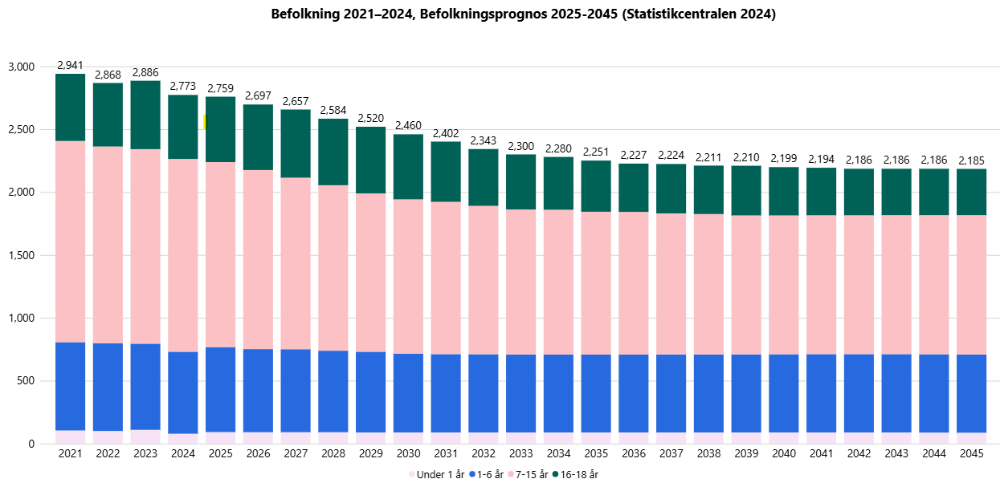 Befolkning 2021–2024, Befolkningsprognos 2025-2045 (Statistikcentralen 2024)
3,000
2,500
2,000
1,500
1,000
500
0
2,941 2,868 2,886 2,773 2,759 2,697 2,657 2,584 2,520 2,460 2,402 2,343 2,300 2,280 2,251 2,227 2,224 2,211 2,210 2,199 2,194 2,186 2,186 2,186 2,185
2021 2022 2023 2024 2025 2026 2027 2028 2029 2030 2031 2032 2033 2034 2035 2036 2037 2038 2039 2040 2041 2042 2043 2044 2045
Under 1 år 1-6 år 7-15 år 16-18 år